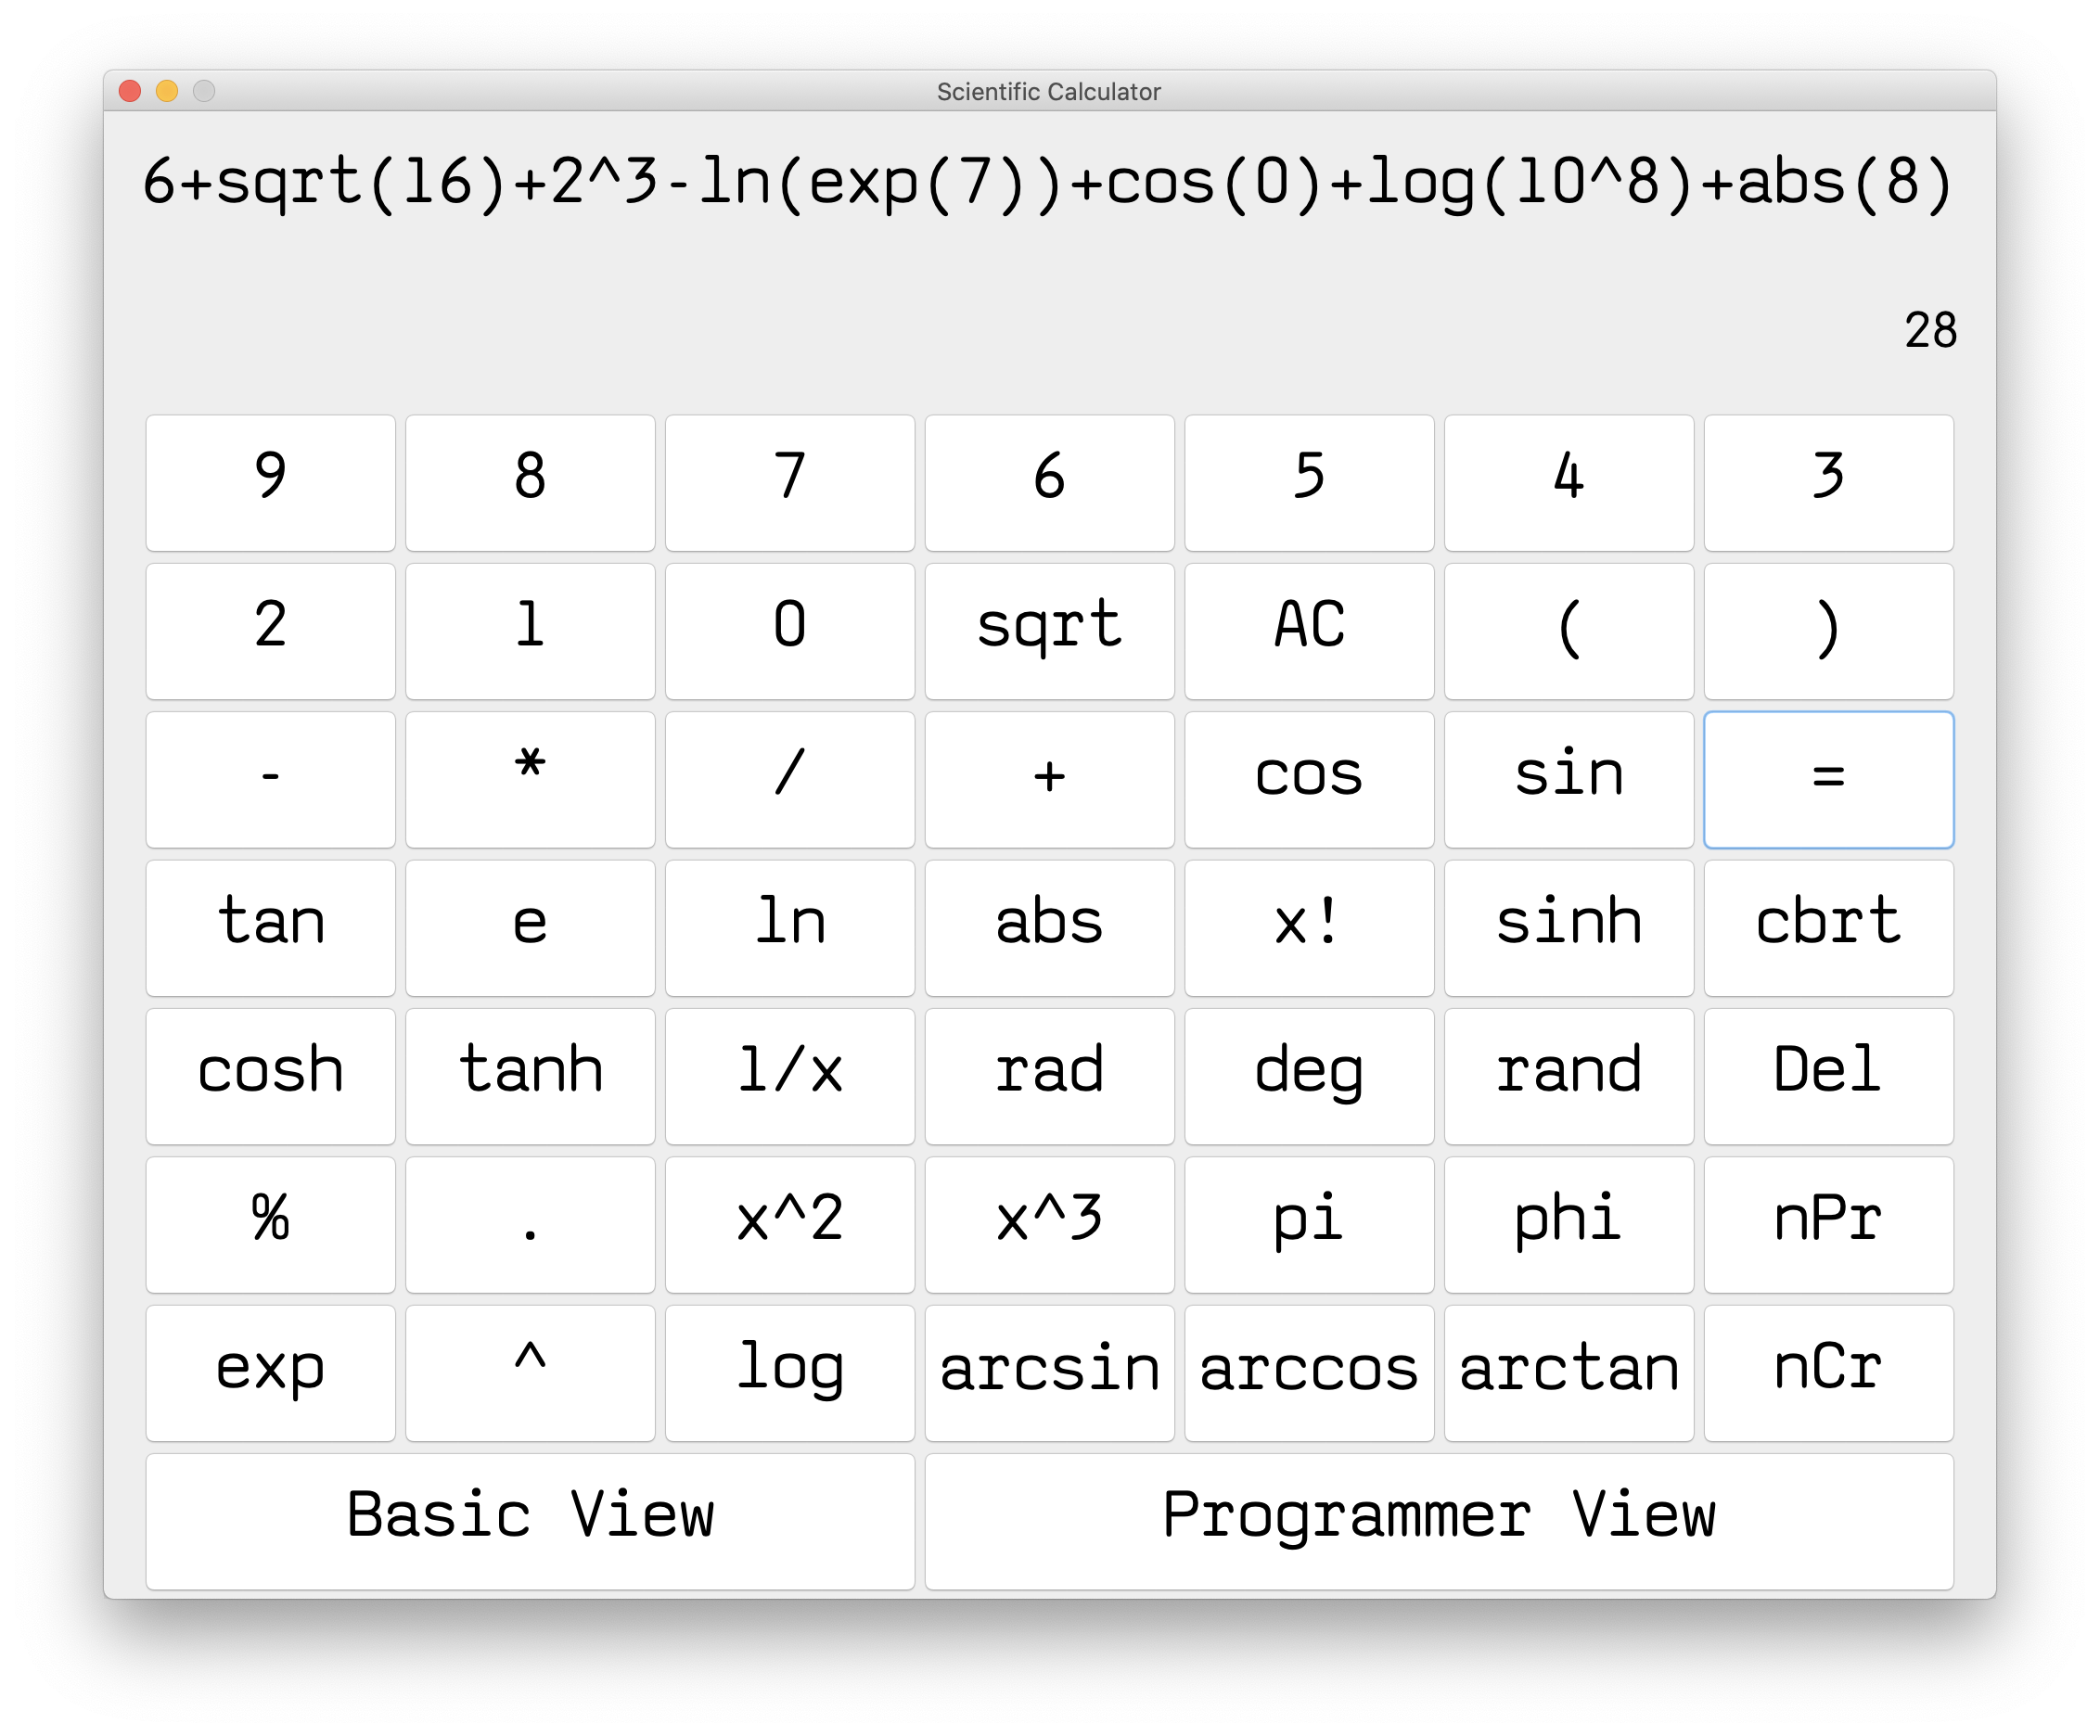 Scientific Calculator
6+sqrt(16)+2^3-ln(exp(7))+cos(0)+log(10^8)+abs(8)
28
9 8 7 6 5 4 3
2 1 0 sqrt AC ( )
- * / + cos sin =
tan e ln abs x! sinh cbrt
cosh tanh 1/x rad deg rand Del
% . x^2 x^3 pi phi nPr
exp ^ log arcsin arccos arctan nCr
Basic View Programmer View